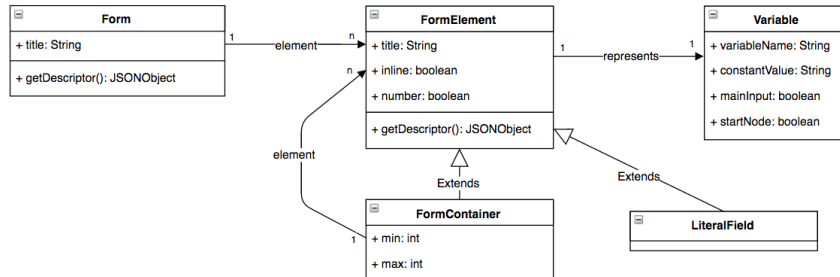 Form
+ title: String
+ getDescriptor(): JSONObject
1
element
n
FormElement
+ title: String
+ inline: boolean
+ number: boolean
+ getDescriptor(): JSONObject
1
represents
1
Variable
+ variableName: String
+ constantValue: String
+ mainInput: boolean
+ startNode: boolean
n
element
1
Extends
Extends
FormContainer
+ min: int
+ max: int
LiteralField